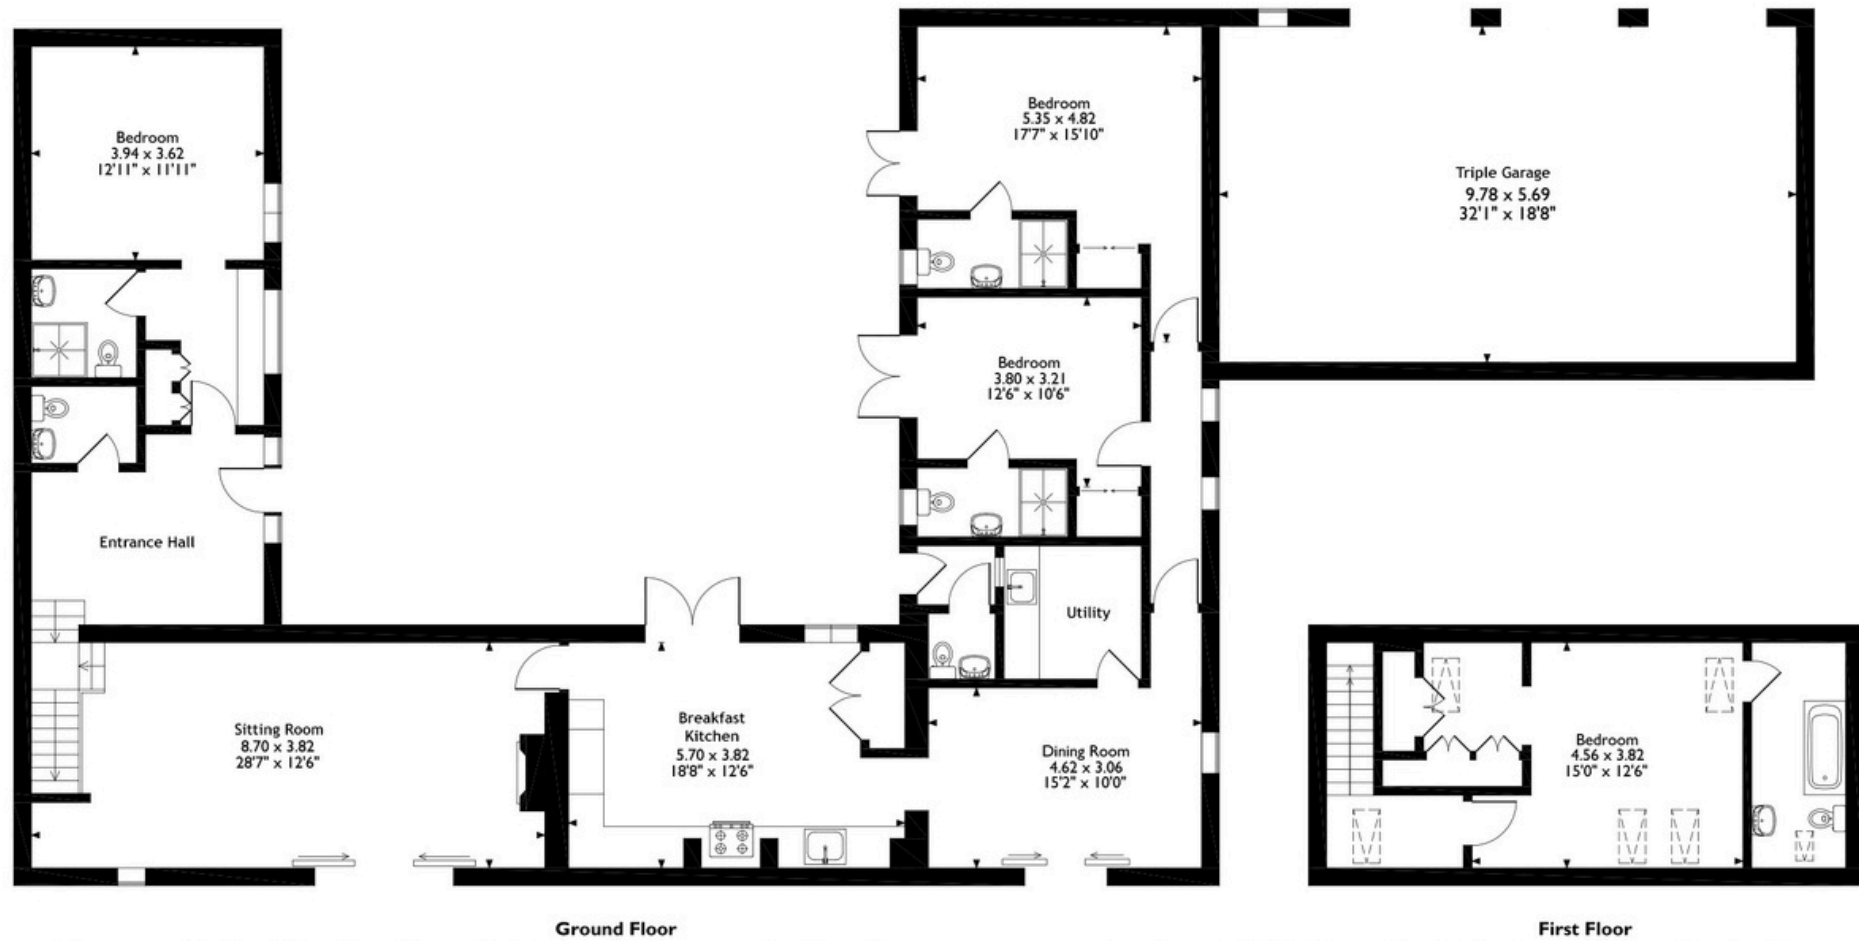 Bedroom
3.94 x 3.62
12'11" x 11'11"
Bedroom
5.35 x 4.82
17'7" x 15'10"
Triple Garage
9.78 x 5.69
32'1" x 18'8"
Bedroom
3.80 x 3.21
12'6" x 10'6"
Entrance Hall
Utility
Sitting Room
8.70 x 3.82
28'7" x 12'6"
Breakfast
Kitchen
5.70 x 3.82
18'8" x 12'6"
Dining Room
4.62 x 3.06
15'2" x 10'0"
Bedroom
4.56 x 3.82
15'0" x 12'6"
Ground Floor
First Floor